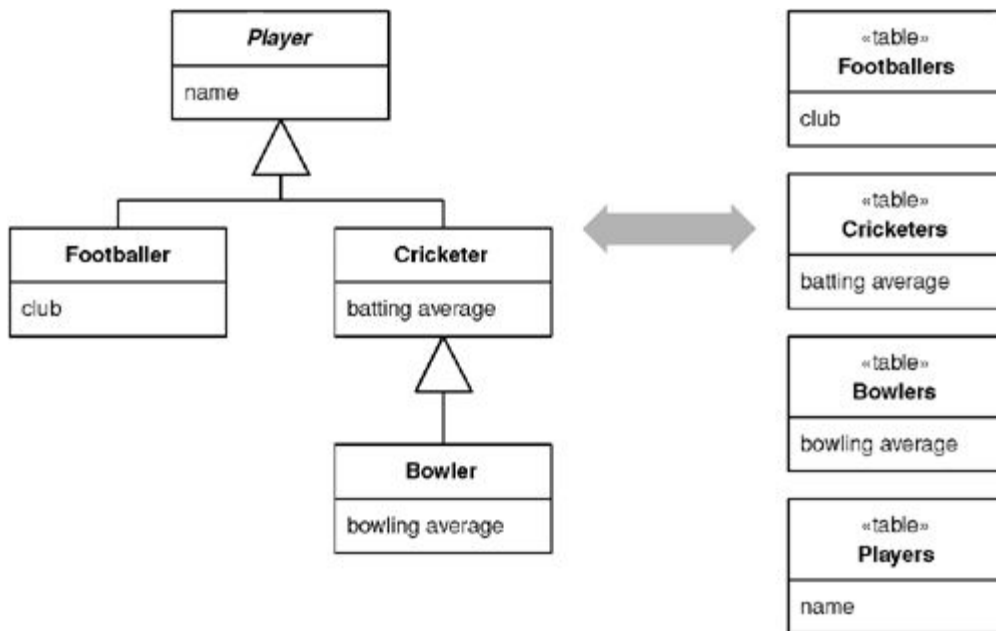 Player
name
Footballer
club
Cricketer
batting average
Bowler
bowling average
«table»
Footballers
club
«table»
Cricketers
batting average
«table»
Bowlers
bowling average
«table»
Players
name